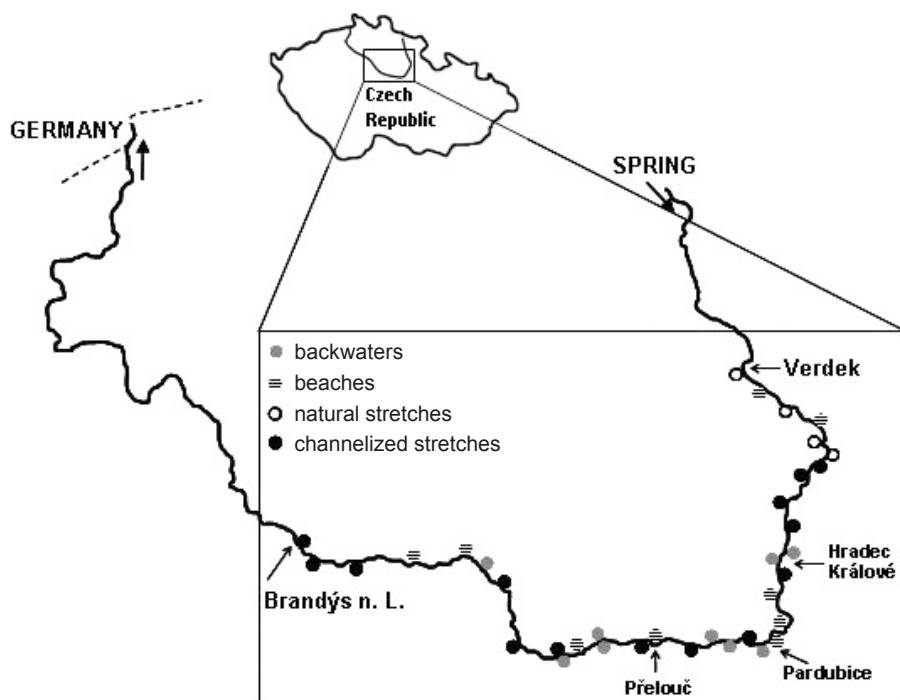 Czech
Republic
GERMANY
SPRING
backwaters
beaches
natural stretches
channelized stretches
Verdek
Hradec
Králové
Brandýs n. L.
Pardubice
Přelouč